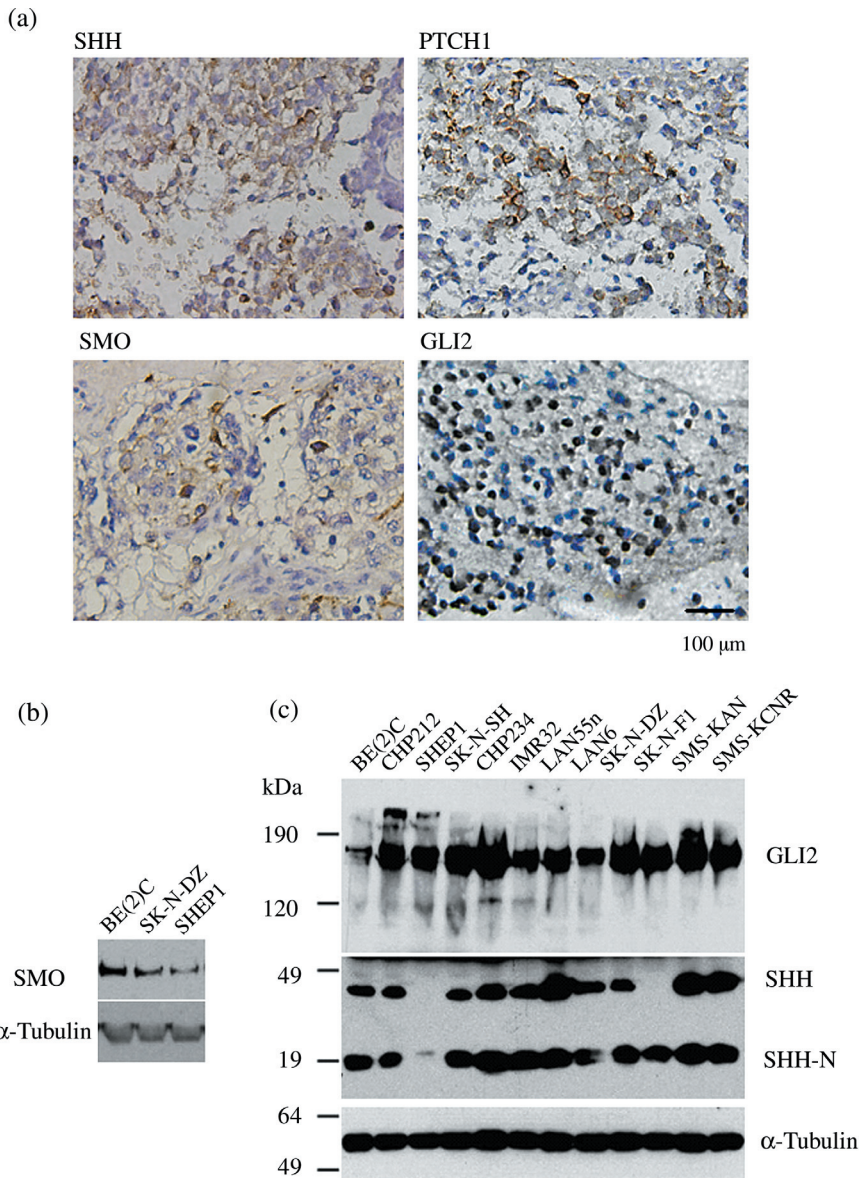 (a)
SHH PTCH1
SMO GLI2
100 µm
(b)
BE(2)C SK-N-DZ SHEP1
SMO
α-Tubulin
(c)
BE(2)C CHP212 SHEP1 SK-N-SH CHP234 IMR32 LAN55n LAN6 SK-N-DZ SK-N-F1 SMS-KAN SMS-KCNR
kDa
190
GLI2
120
49
SHH
19
SHH-N
64
α-Tubulin
49